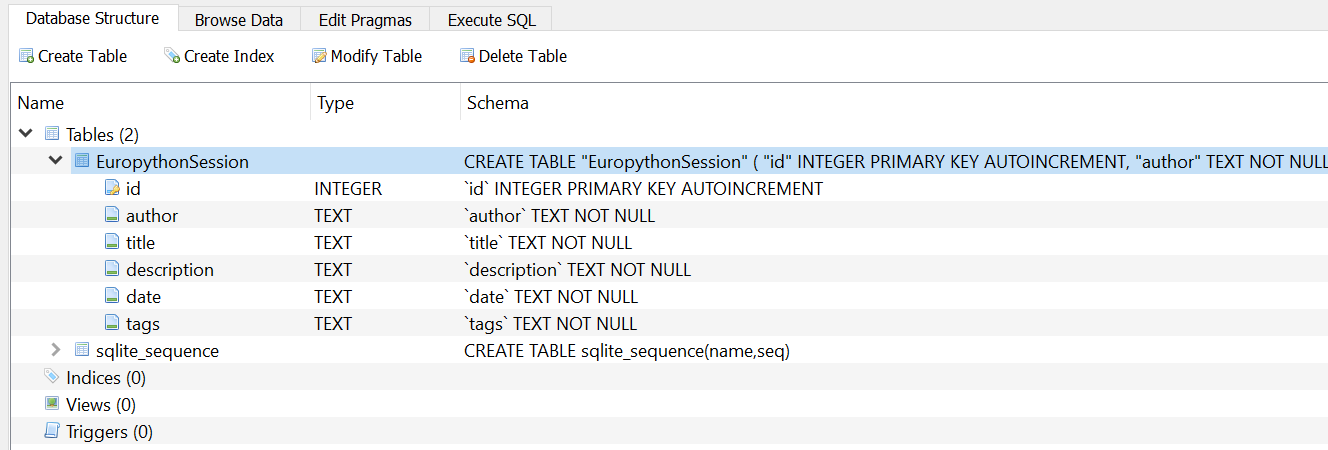 Database Structure Browse Data Edit Pragmas Execute SQL
Create Table Create Index Modify Table Delete Table
Name Type Schema
Tables (2)
EuropythonSession CREATE TABLE "EuropythonSession" ( "id" INTEGER PRIMARY KEY AUTOINCREMENT, "author" TEXT NOT NULL
id INTEGER `id` INTEGER PRIMARY KEY AUTOINCREMENT
author TEXT `author` TEXT NOT NULL
title TEXT `title` TEXT NOT NULL
description TEXT `description` TEXT NOT NULL
date TEXT `date` TEXT NOT NULL
tags TEXT `tags` TEXT NOT NULL
sqlite_sequence CREATE TABLE sqlite_sequence(name,seq)
Indices (0)
Views (0)
Triggers (0)